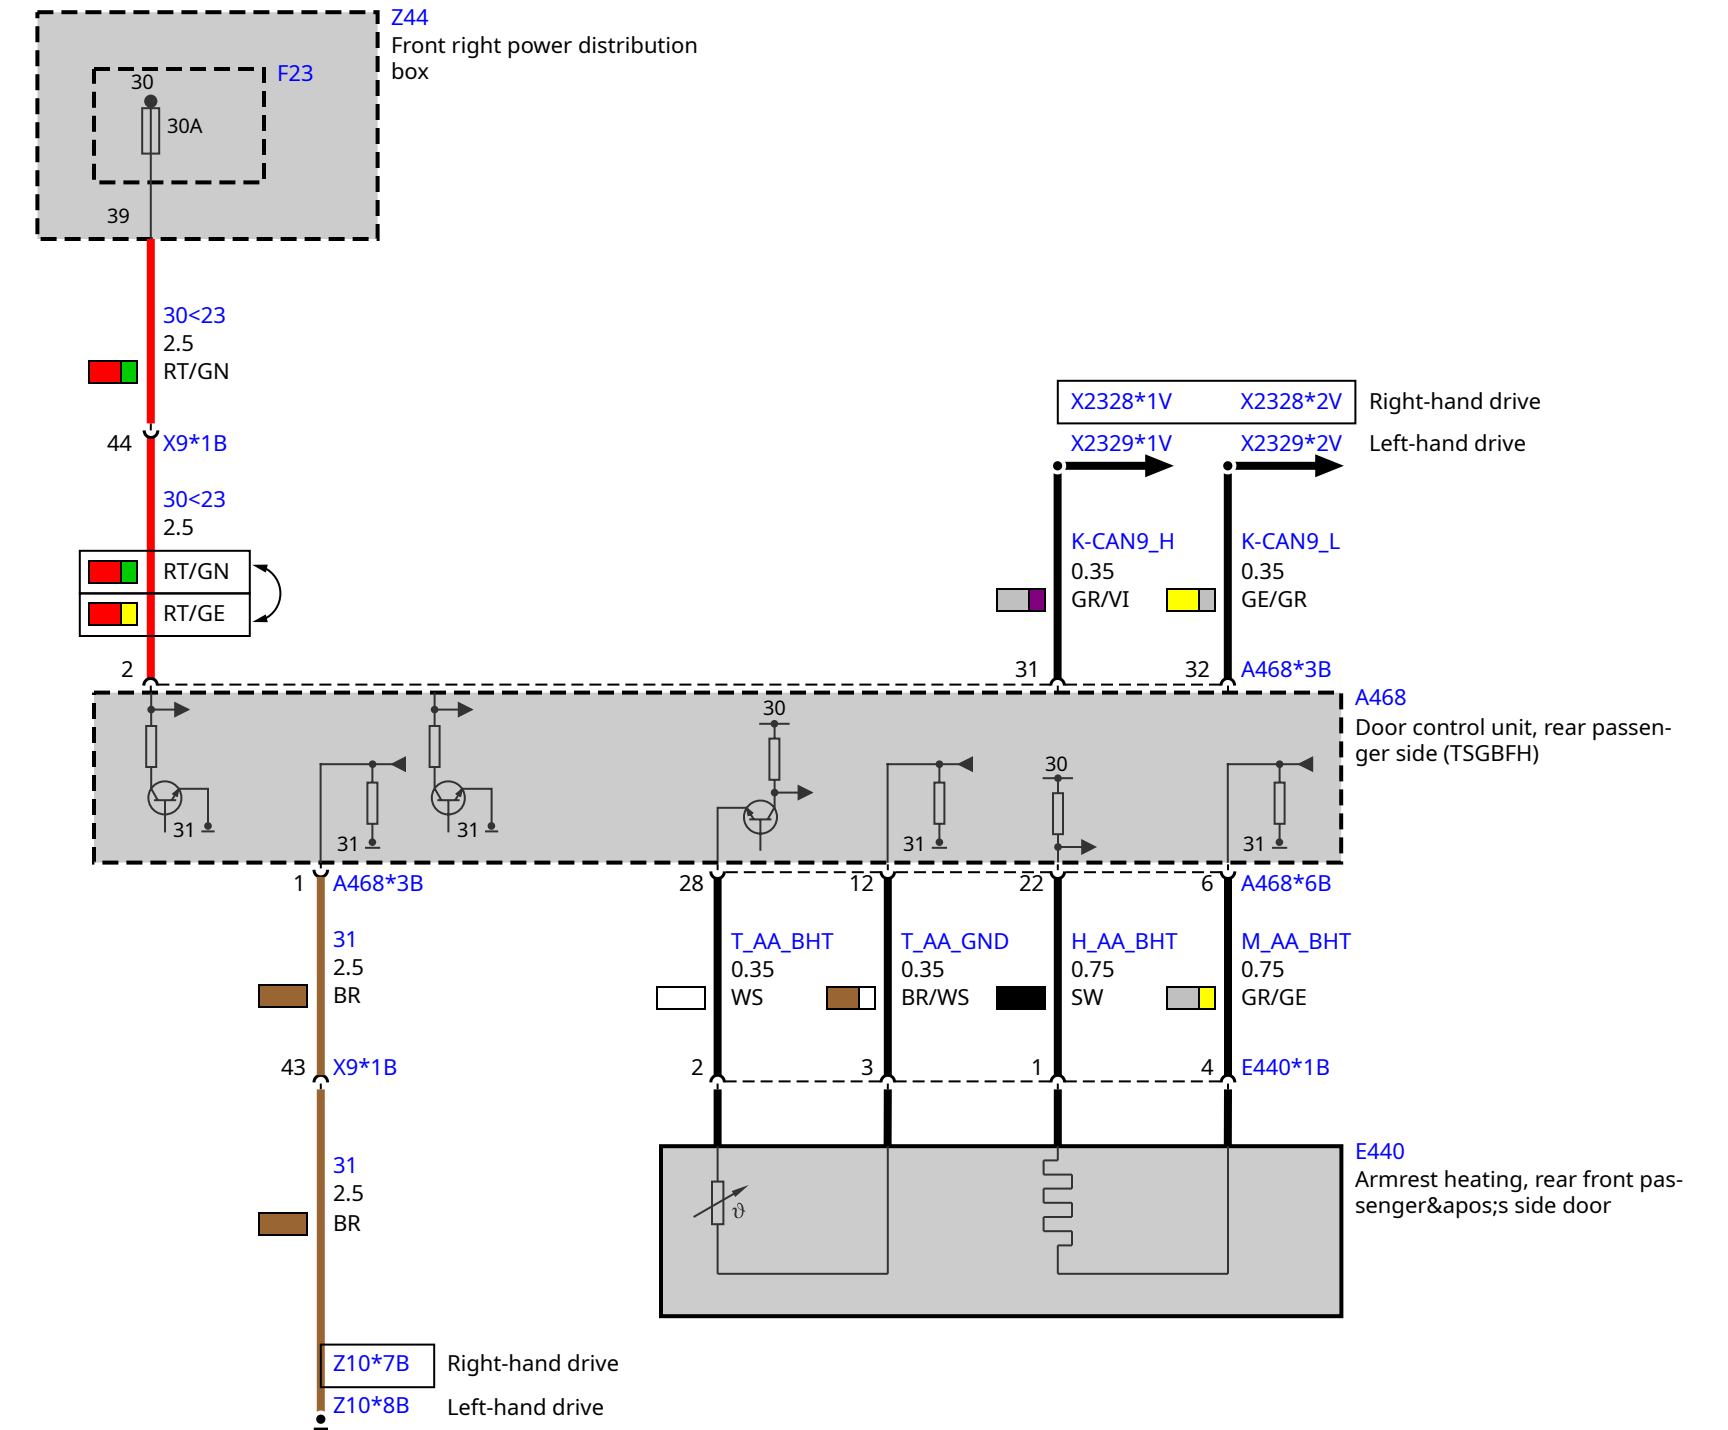 Z44
Front right power distribution
box
F23
30
30A
39
30<23
2.5
RT/GN
44 X9*1B
30<23
2.5
RT/GN
RT/GE
X2328*1V X2328*2V Right-hand drive
X2329*1V X2329*2V Left-hand drive
K-CAN9_H K-CAN9_L
0.35 0.35
GR/VI GE/GR
2 31 32 A468*3B
A468
Door control unit, rear passen-
ger side (TSGBFH)
30
30
31 31 31 31 31
1 A468*3B 28 12 22 6 A468*6B
31 T_AA_BHT T_AA_GND H_AA_BHT M_AA_BHT
2.5 0.35 0.35 0.75 0.75
BR WS BR/WS SW GR/GE
43 X9*1B 2 3 1 4 E440*1B
E440
Armrest heating, rear front pas-
senger&apos;s side door
ϑ
31
2.5
BR
Z10*7B Right-hand drive
Z10*8B Left-hand drive